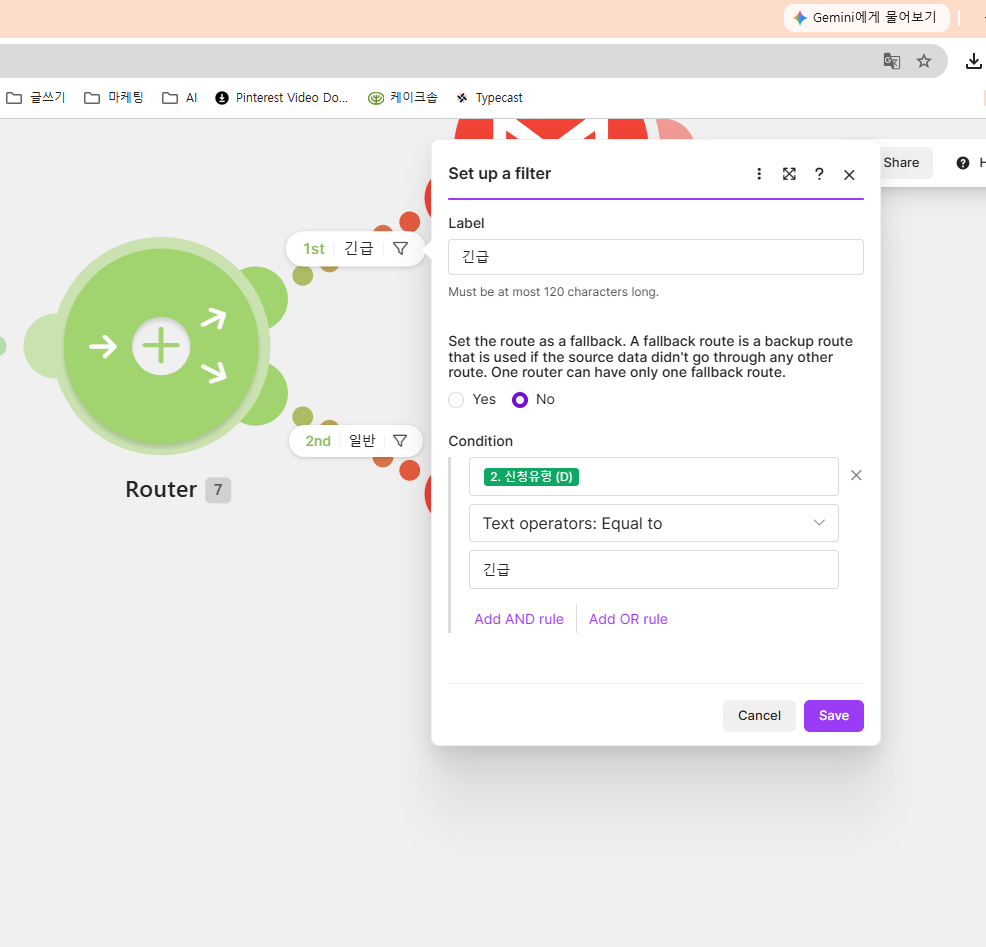 Gemini에게 물어보기
글쓰기 마케팅 AI Pinterest Video Do... 케이크솝 Typecast
Share
Set up a filter
Label
긴급
Must be at most 120 characters long.
1st 긴급
Set the route as a fallback. A fallback route is a backup route
that is used if the source data didn't go through any other
route. One router can have only one fallback route.
Yes No
2nd 일반
Condition
2. 신청유형 (D)
Router 7
Text operators: Equal to
긴급
Add AND rule Add OR rule
Cancel Save